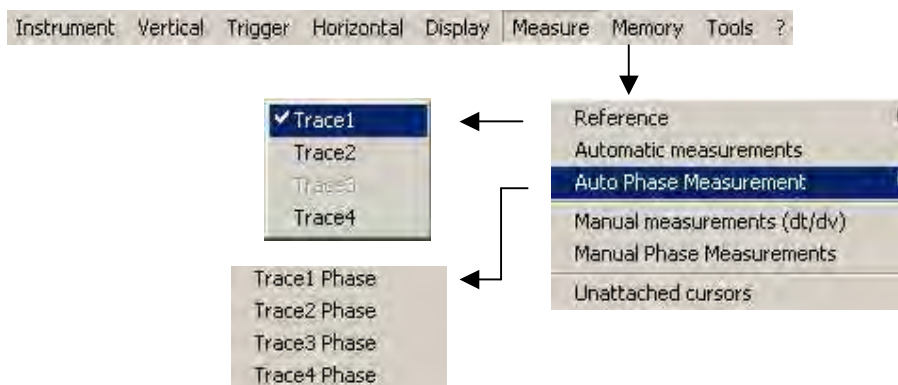 Instrument Vertical Trigger Horizontal Display Measure Memory Tools ?
Trace1
Trace2
Trace3
Trace4
Reference
Automatic measurements
Auto Phase Measurement
Manual measurements (dt/dv)
Manual Phase Measurements
Unattached cursors
Trace1 Phase
Trace2 Phase
Trace3 Phase
Trace4 Phase